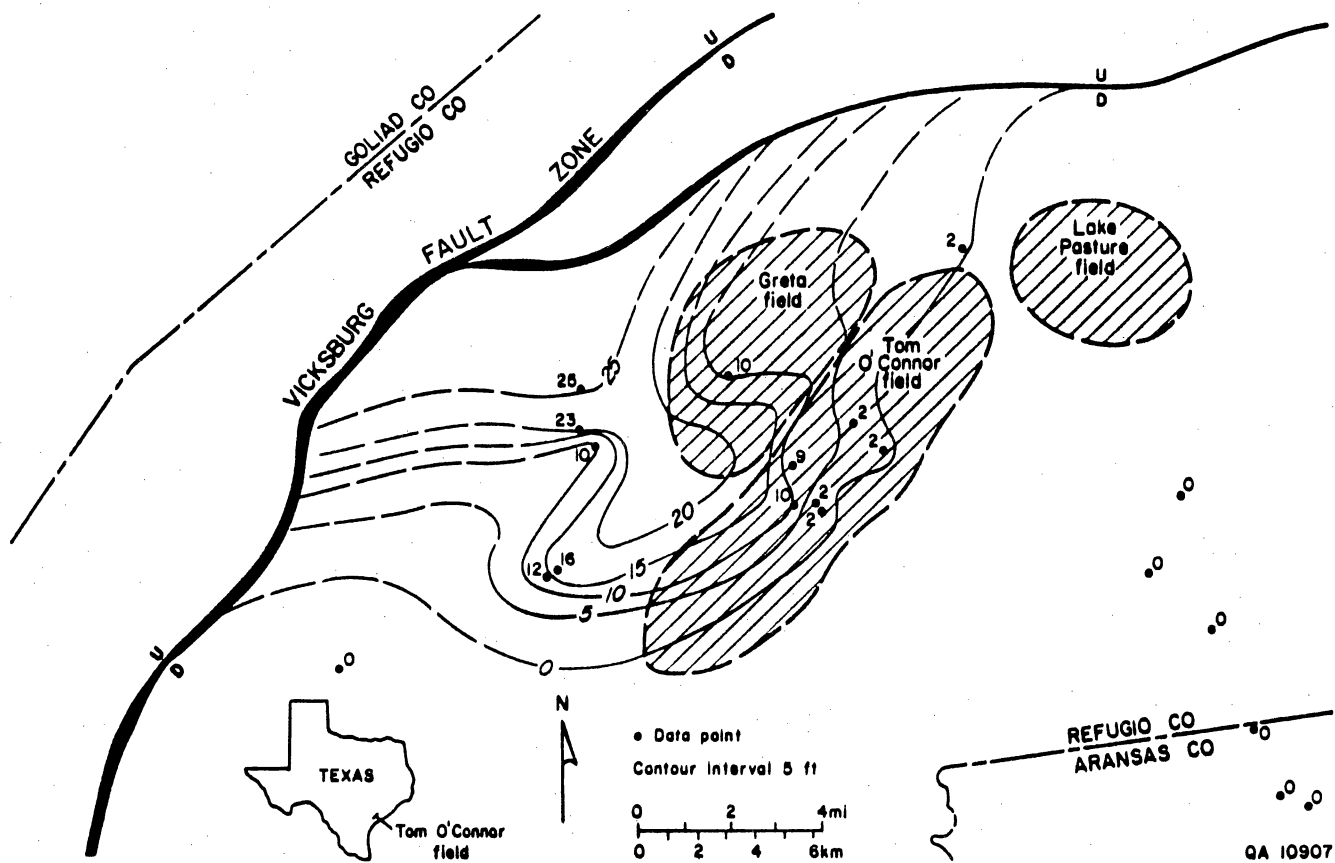 U
D
U
D
GOLIAD CO
REFUGIO CO
VICKSBURG FAULT ZONE
Lake
Pasture
field
2
Greta
field
Tom
O'Connor
field
25
10
25
23
10
2
2
9
10
2
2
0
20
0
16
12
15
10
5
0
0
U
D
0
N
TEXAS
Tom O'Connor
field
• Data point
Contour interval 5 ft
0 2 4mi
0 2 4 6km
REFUGIO CO
ARANSAS CO
0
0
0
QA 10907